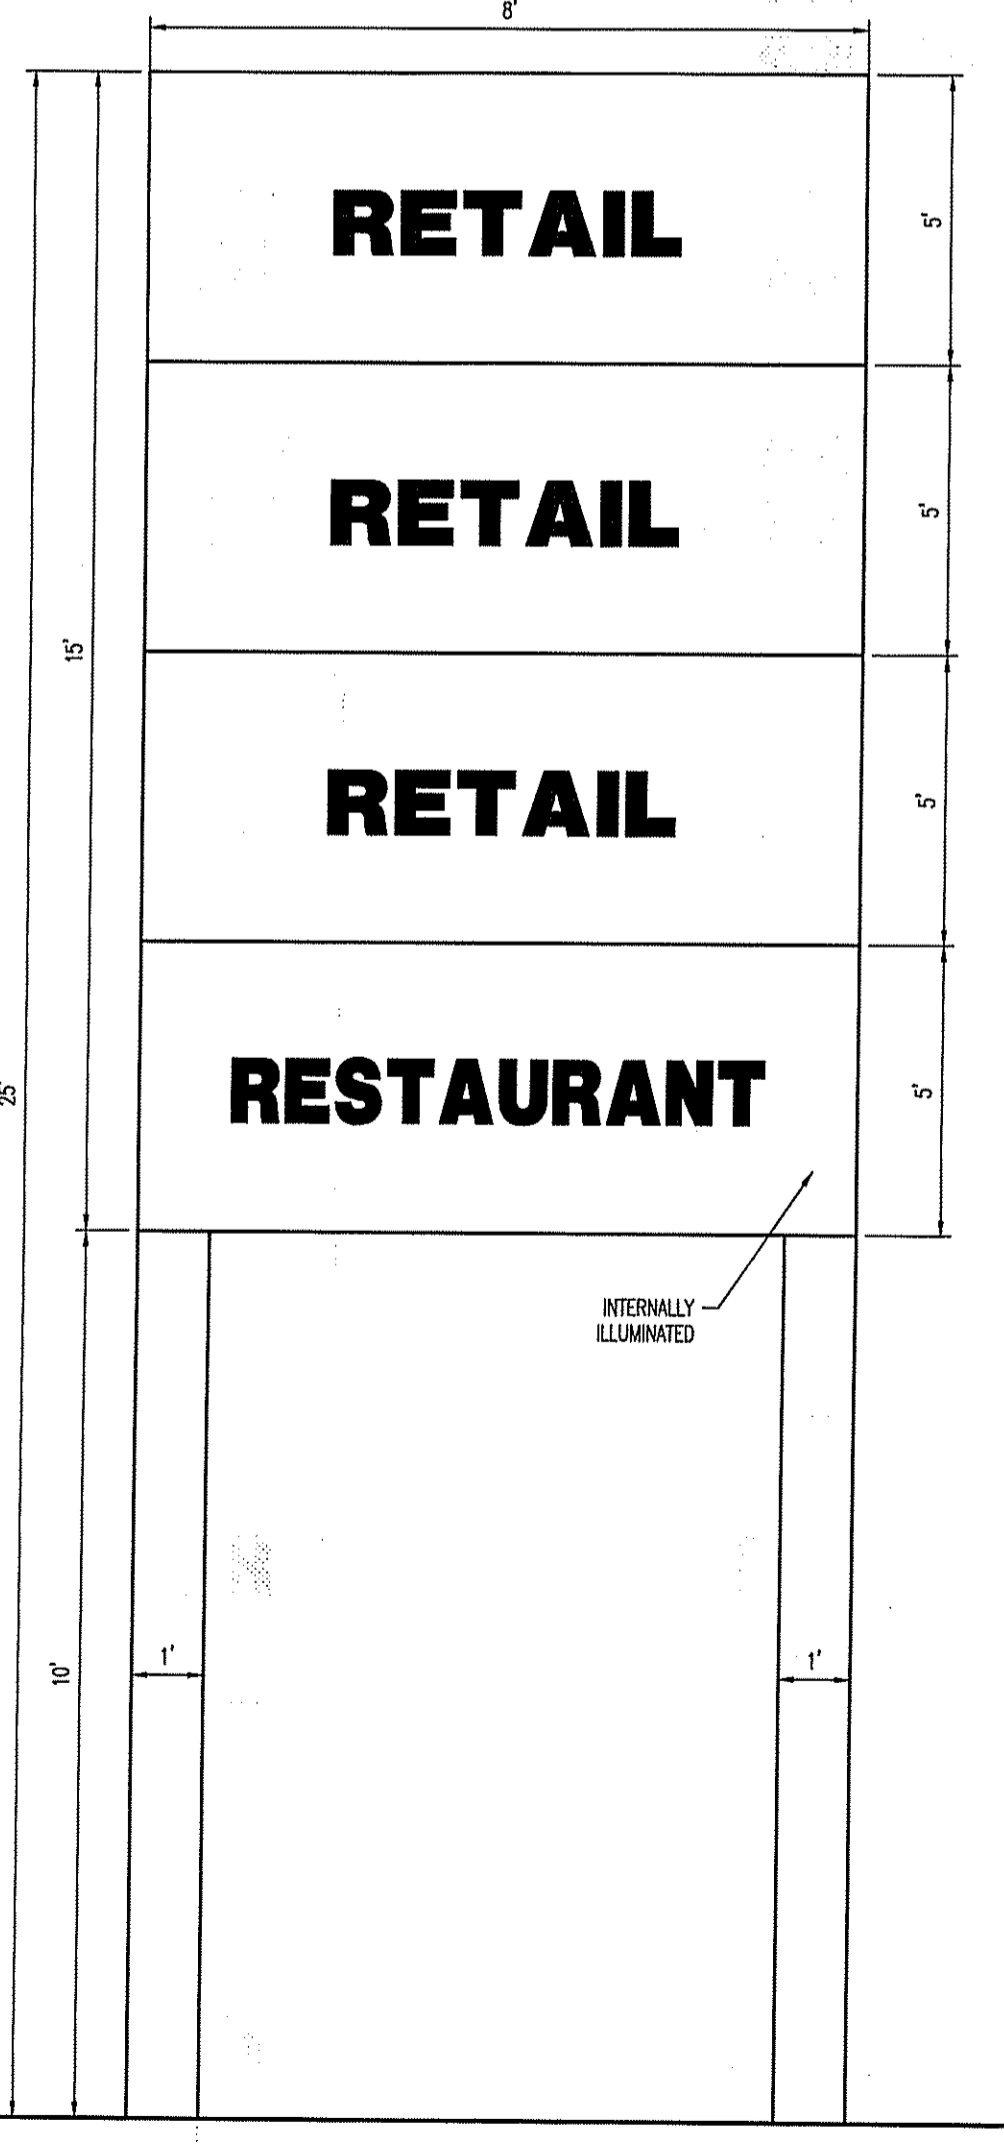 8'
RETAIL
5'
RETAIL
5'
15'
RETAIL
5'
RESTAURANT
5'
25'
INTERNALLY
ILLUMINATED
10'
1'
1'